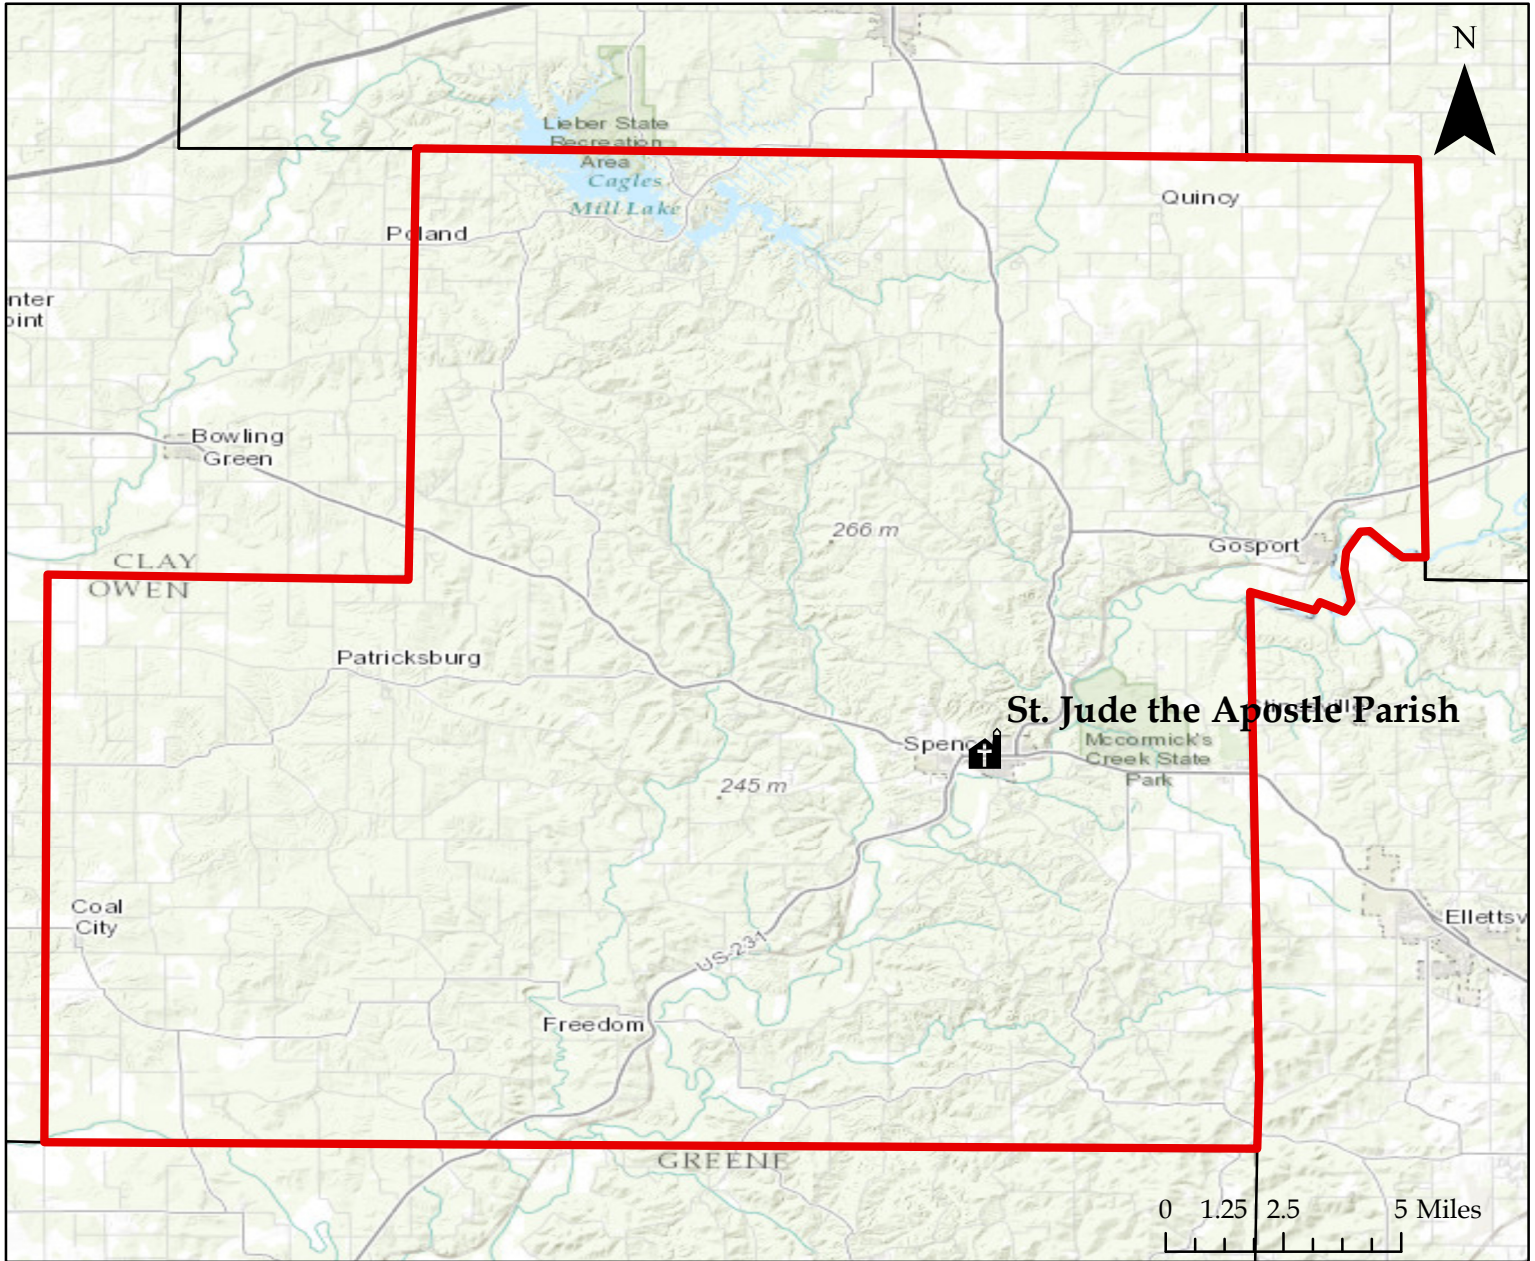 N
Lieber State
Recreation
Area
Cagles
Mill Lake
Quincy
Poland
nter
oint
Bowling
Green
266 m
Gosport
CLAY
OWEN
Patricksburg
St. Jude the Apostle Parish
Spenc
Mccormick's
Creek State
Park
245 m
Coal
City
Ellettsv
US-231
Freedom
GREENE
0 1.25 2.5 5 Miles